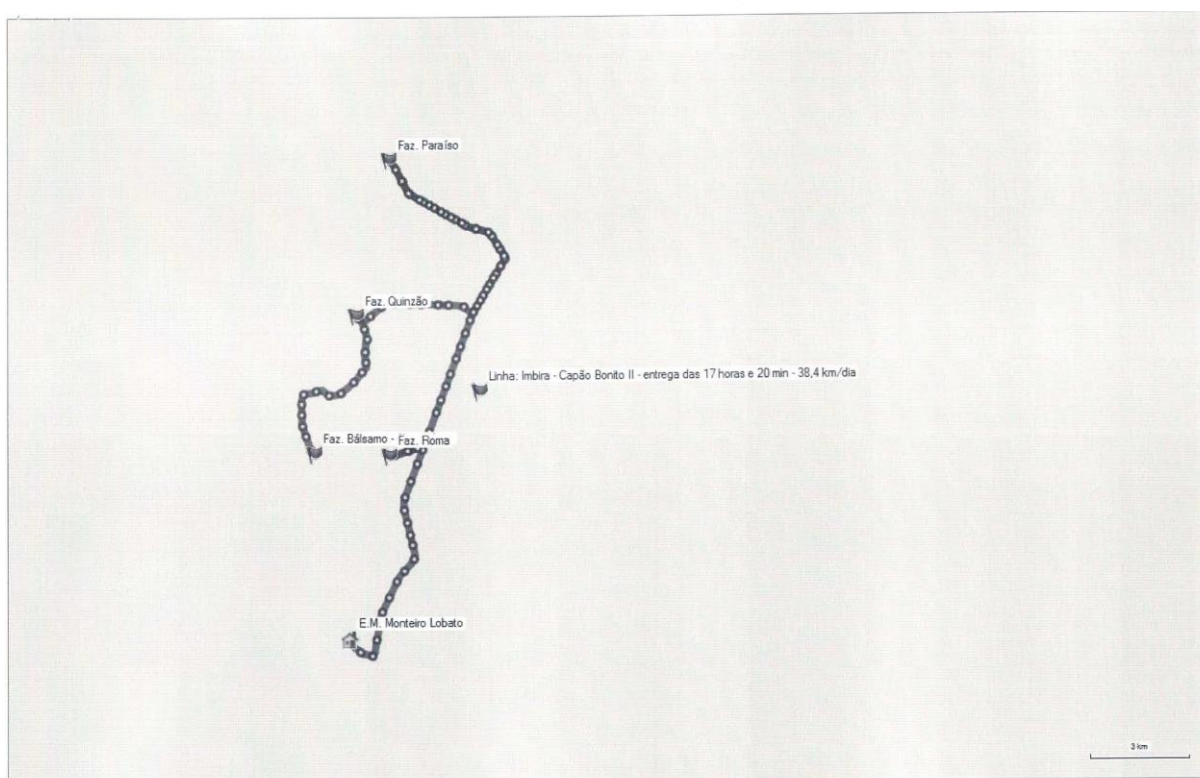 Faz. Paraíso
Faz. Quinzão
Linha: Imbira - Capão Bonito II - entrega das 17 horas e 20 min - 38,4 km/dia
Faz. Bálsamo - Faz. Roma
E.M. Monteiro Lobato
3 km